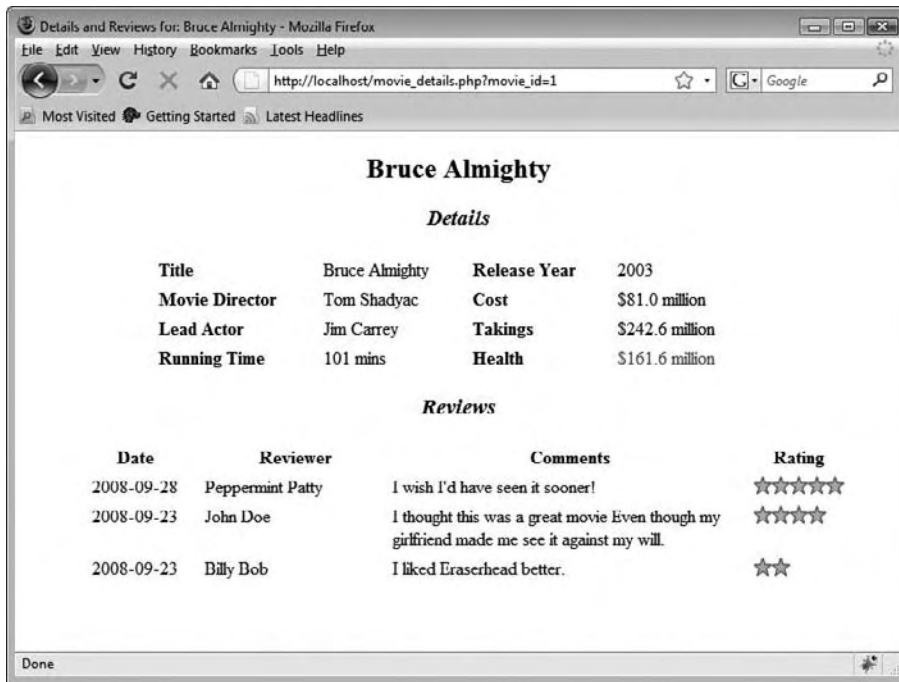 Details and Reviews for: Bruce Almighty - Mozilla Firefox
File Edit View History Bookmarks Tools Help
http://localhost/movie_details.php?movie_id=1
G Google
Most Visited Getting Started Latest Headlines
Bruce Almighty
Details
Title Bruce Almighty Release Year 2003
Movie Director Tom Shadyac Cost $81.0 million
Lead Actor Jim Carrey Takings $242.6 million
Running Time 101 mins Health $161.6 million
Reviews
Date Reviewer Comments Rating
2008-09-28 Peppermint Patty I wish I'd have seen it sooner!
2008-09-23 John Doe I thought this was a great movie Even though my
girlfriend made me see it against my will.
2008-09-23 Billy Bob I liked Eraserhead better.
Done